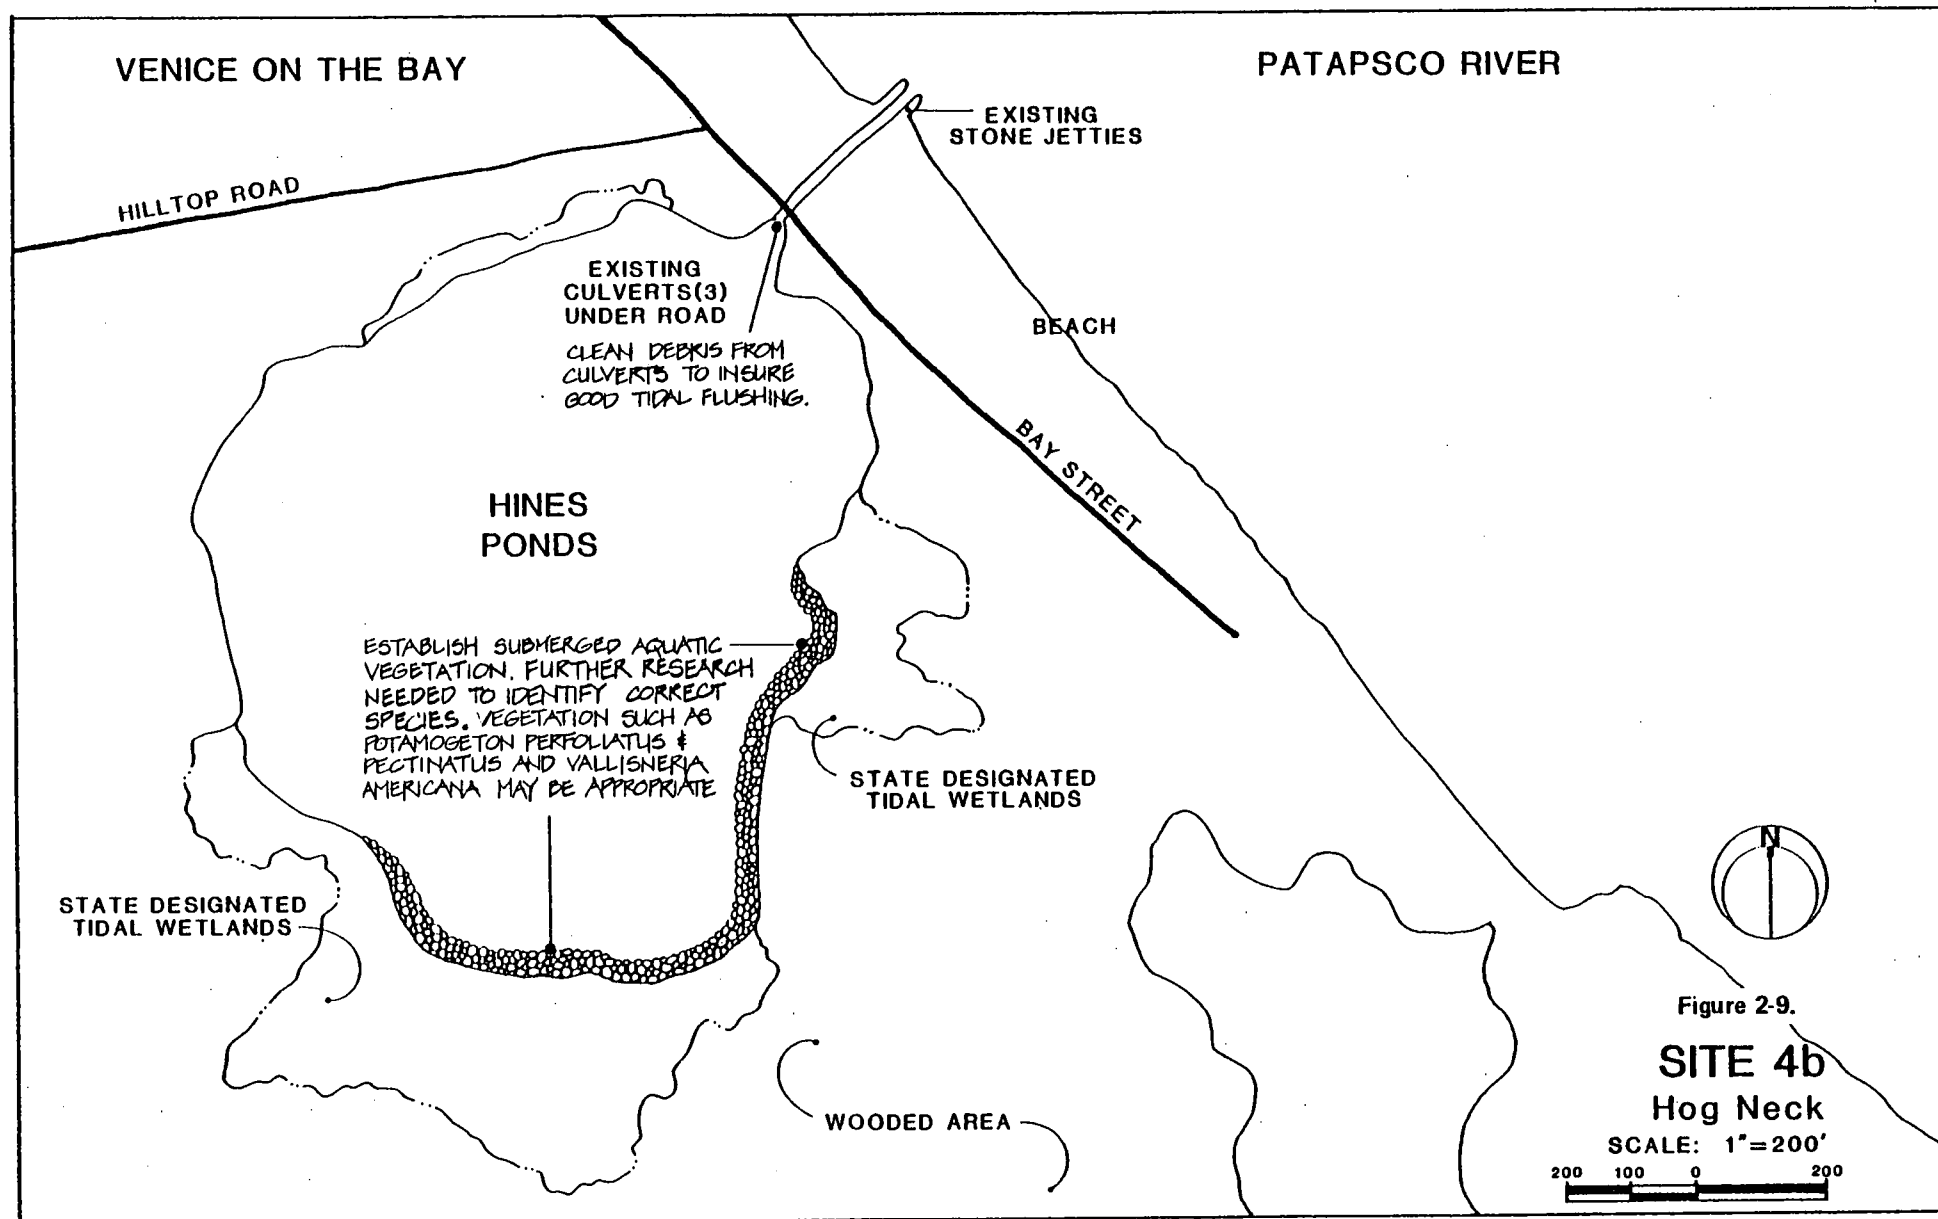 VENICE ON THE BAY
PATAPSCO RIVER
EXISTING
STONE JETTIES
HILLTOP ROAD
EXISTING
CULVERTS(3)
UNDER ROAD
CLEAN DEBRIS FROM
CULVERTS TO INSURE
GOOD TIDAL FLUSHING.
BEACH
BAY STREET
HINES
PONDS
ESTABLISH SUBMERGED AQUATIC
VEGETATION. FURTHER RESEARCH
NEEDED TO IDENTIFY CORRECT
SPECIES. VEGETATION SUCH AS
POTAMOGETON PERFOLIATUS &
PECTINATUS AND VALLISNERIA
AMERICANA MAY BE APPROPRIATE
STATE DESIGNATED
TIDAL WETLANDS
STATE DESIGNATED
TIDAL WETLANDS
N
WOODED AREA
Figure 2-9.
SITE 4b
Hog Neck
SCALE: 1"=200'
200 100 0 200